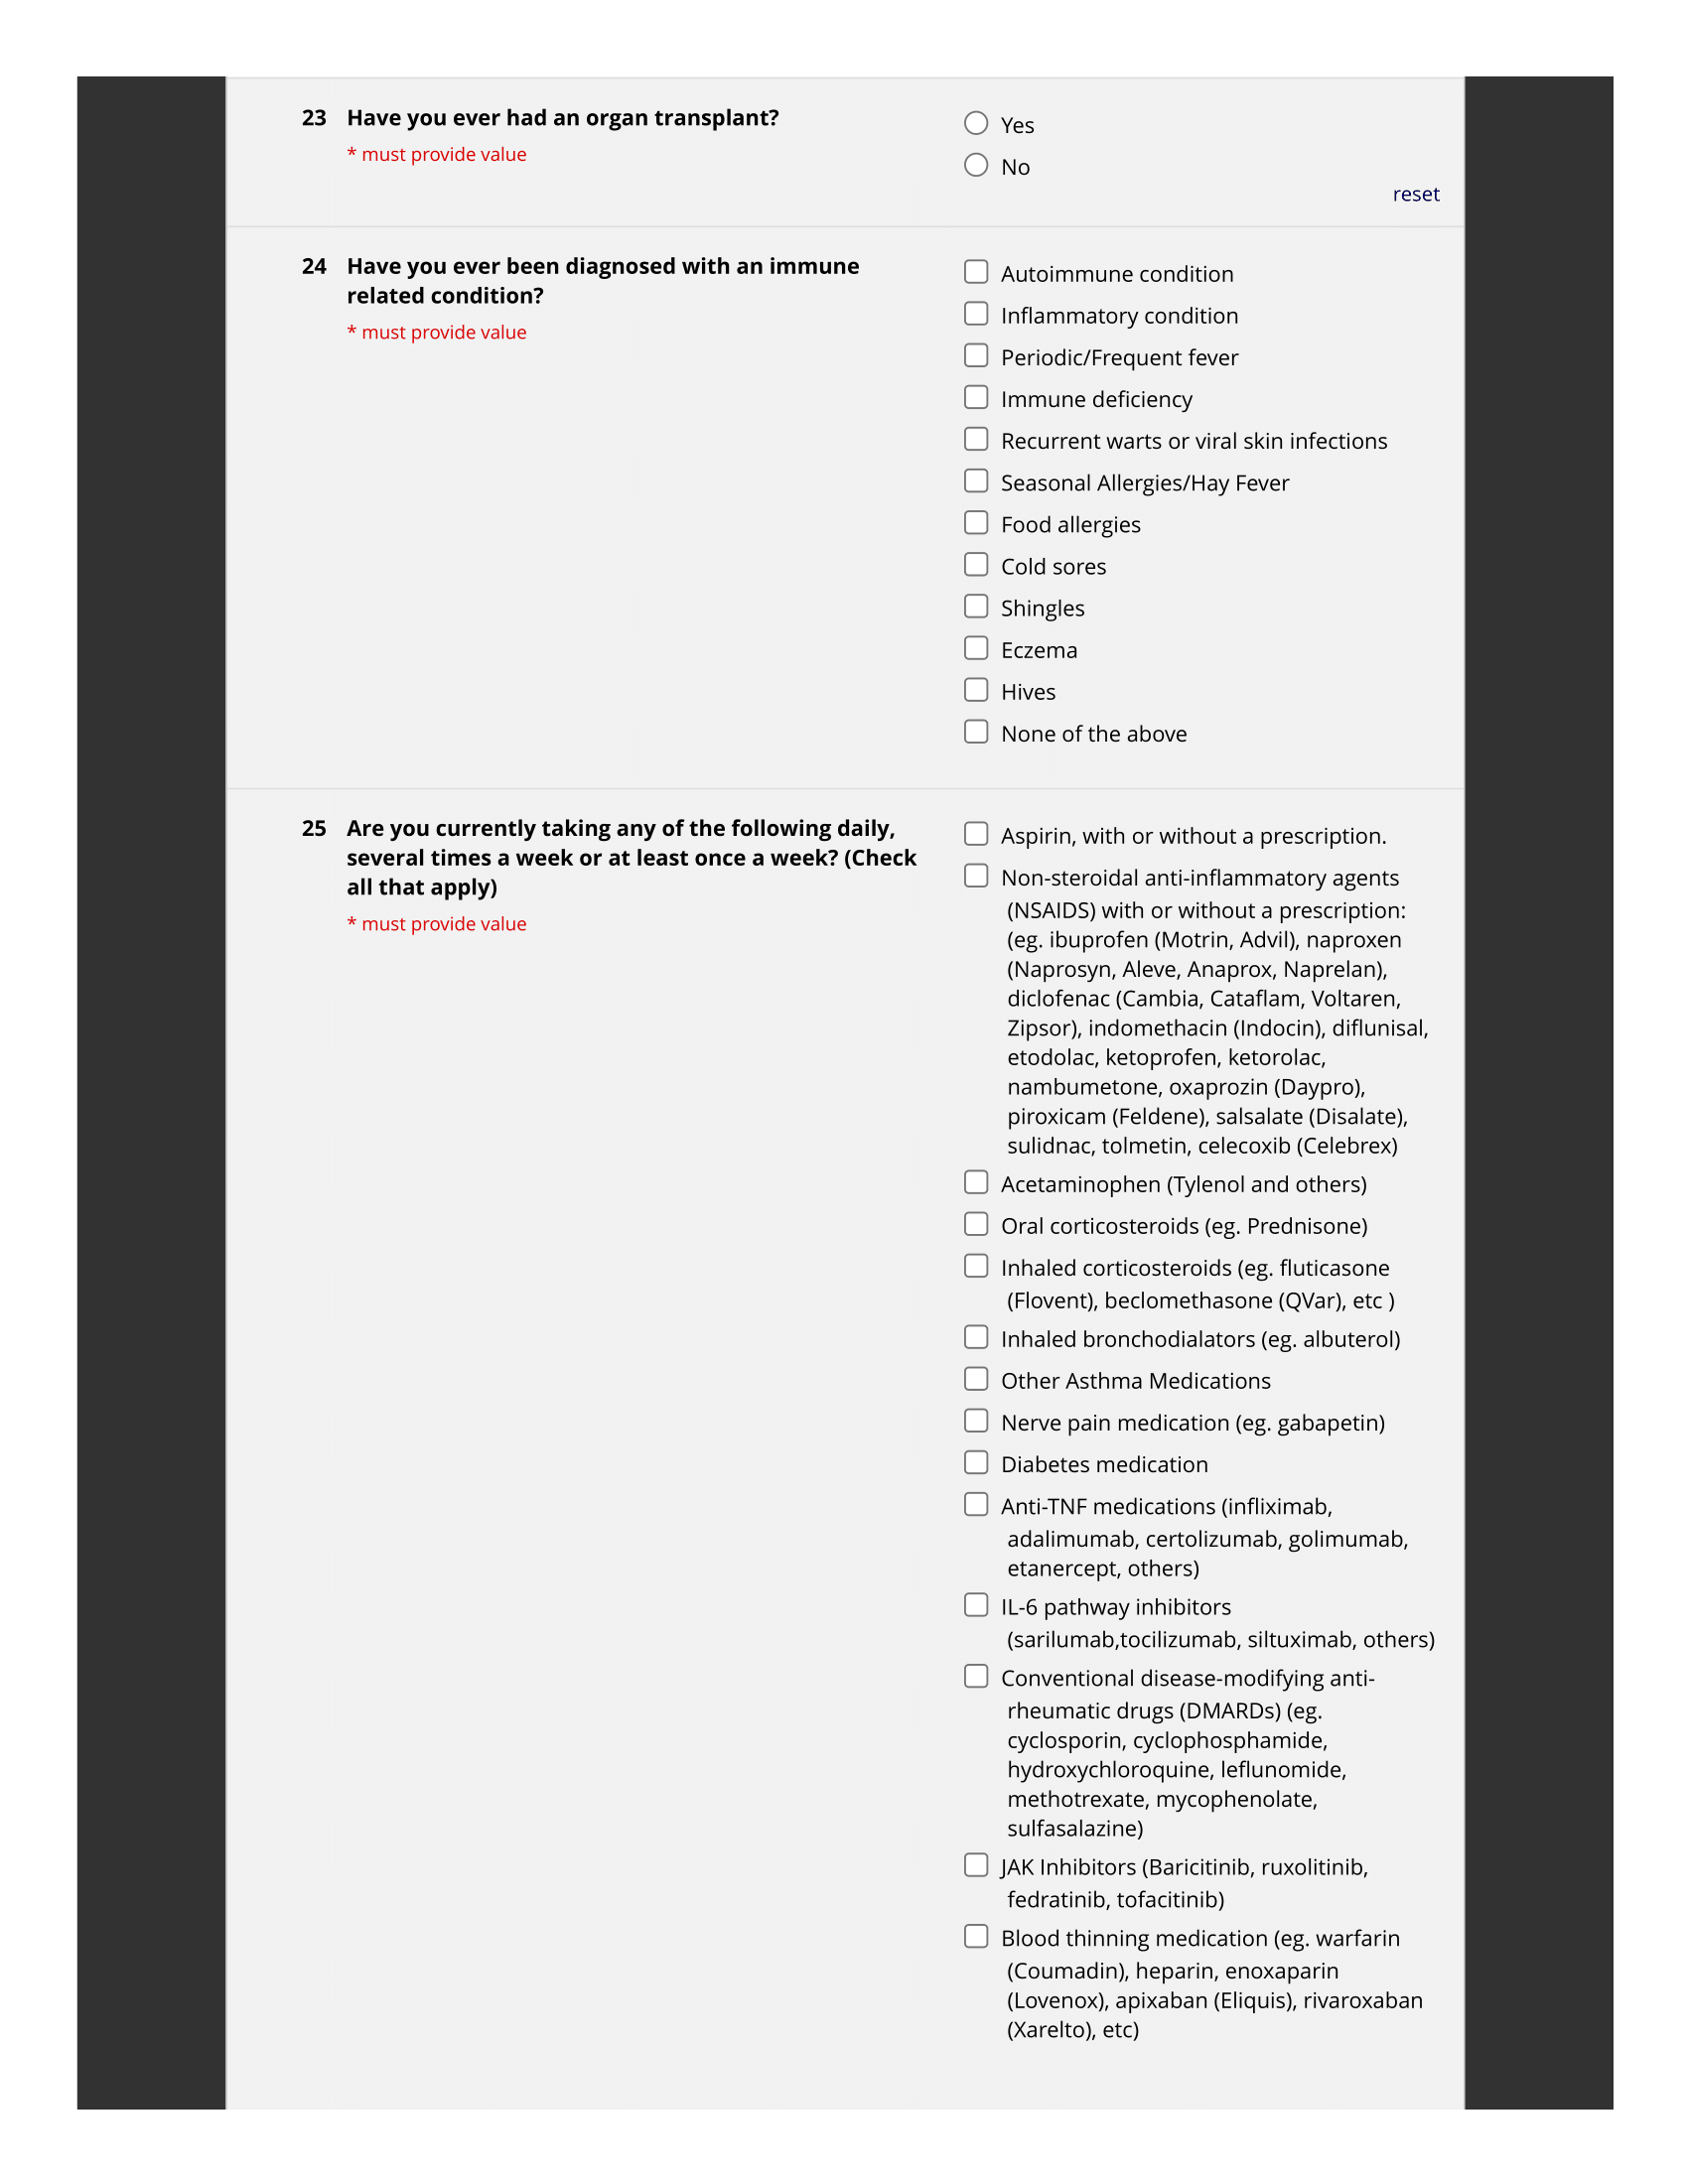 23 Have you ever had an organ transplant?
* must provide value
Yes
No
reset
24 Have you ever been diagnosed with an immune
related condition?
* must provide value
Autoimmune condition
Inflammatory condition
Periodic/Frequent fever
Immune deficiency
Recurrent warts or viral skin infections
Seasonal Allergies/Hay Fever
Food allergies
Cold sores
Shingles
Eczema
Hives
None of the above
25 Are you currently taking any of the following daily,
several times a week or at least once a week? (Check
all that apply)
* must provide value
Aspirin, with or without a prescription.
Non-steroidal anti-inflammatory agents
(NSAIDS) with or without a prescription:
(eg. ibuprofen (Motrin, Advil), naproxen
(Naprosyn, Aleve, Anaprox, Naprelan),
diclofenac (Cambia, Cataflam, Voltaren,
Zipsor), indomethacin (Indocin), diflunisal,
etodolac, ketoprofen, ketorolac,
nambumetone, oxaprozin (Daypro),
piroxicam (Feldene), salsalate (Disalate),
sulidnac, tolmetin, celecoxib (Celebrex)
Acetaminophen (Tylenol and others)
Oral corticosteroids (eg. Prednisone)
Inhaled corticosteroids (eg. fluticasone
(Flovent), beclomethasone (QVar), etc )
Inhaled bronchodialators (eg. albuterol)
Other Asthma Medications
Nerve pain medication (eg. gabapetin)
Diabetes medication
Anti-TNF medications (infliximab,
adalimumab, certolizumab, golimumab,
etanercept, others)
IL-6 pathway inhibitors
(sarilumab,tocilizumab, siltuximab, others)
Conventional disease-modifying anti-
rheumatic drugs (DMARDs) (eg.
cyclosporin, cyclophosphamide,
hydroxychloroquine, leflunomide,
methotrexate, mycophenolate,
sulfasalazine)
JAK Inhibitors (Baricitinib, ruxolitinib,
fedratinib, tofacitinib)
Blood thinning medication (eg. warfarin
(Coumadin), heparin, enoxaparin
(Lovenox), apixaban (Eliquis), rivaroxaban
(Xarelto), etc)